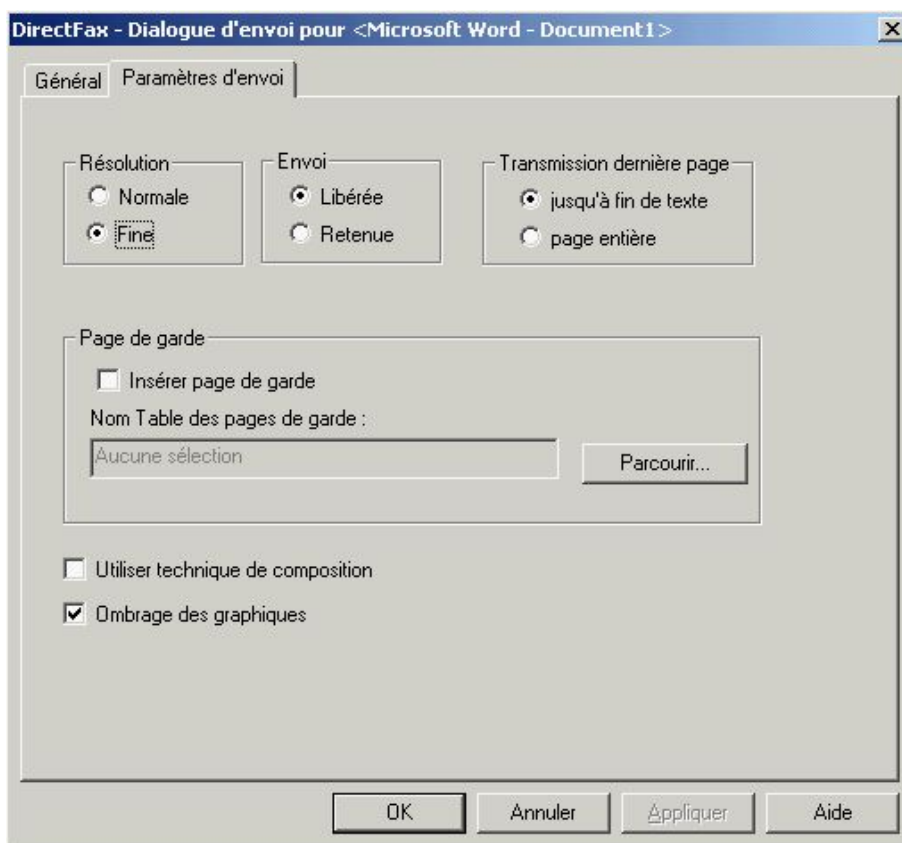 DirectFax - Dialogue d'envoi pour <Microsoft Word - Document1>
Général
Paramètres d'envoi
Résolution
Normale
Fine
Envoi
Libérée
Retenue
Transmission dernière page
jusqu'à fin de texte
page entière
Page de garde
Insérer page de garde
Nom Table des pages de garde :
Aucune sélection
Parcourir...
Utiliser technique de composition
Ombrage des graphiques
OK
Annuler
Appliquer
Aide